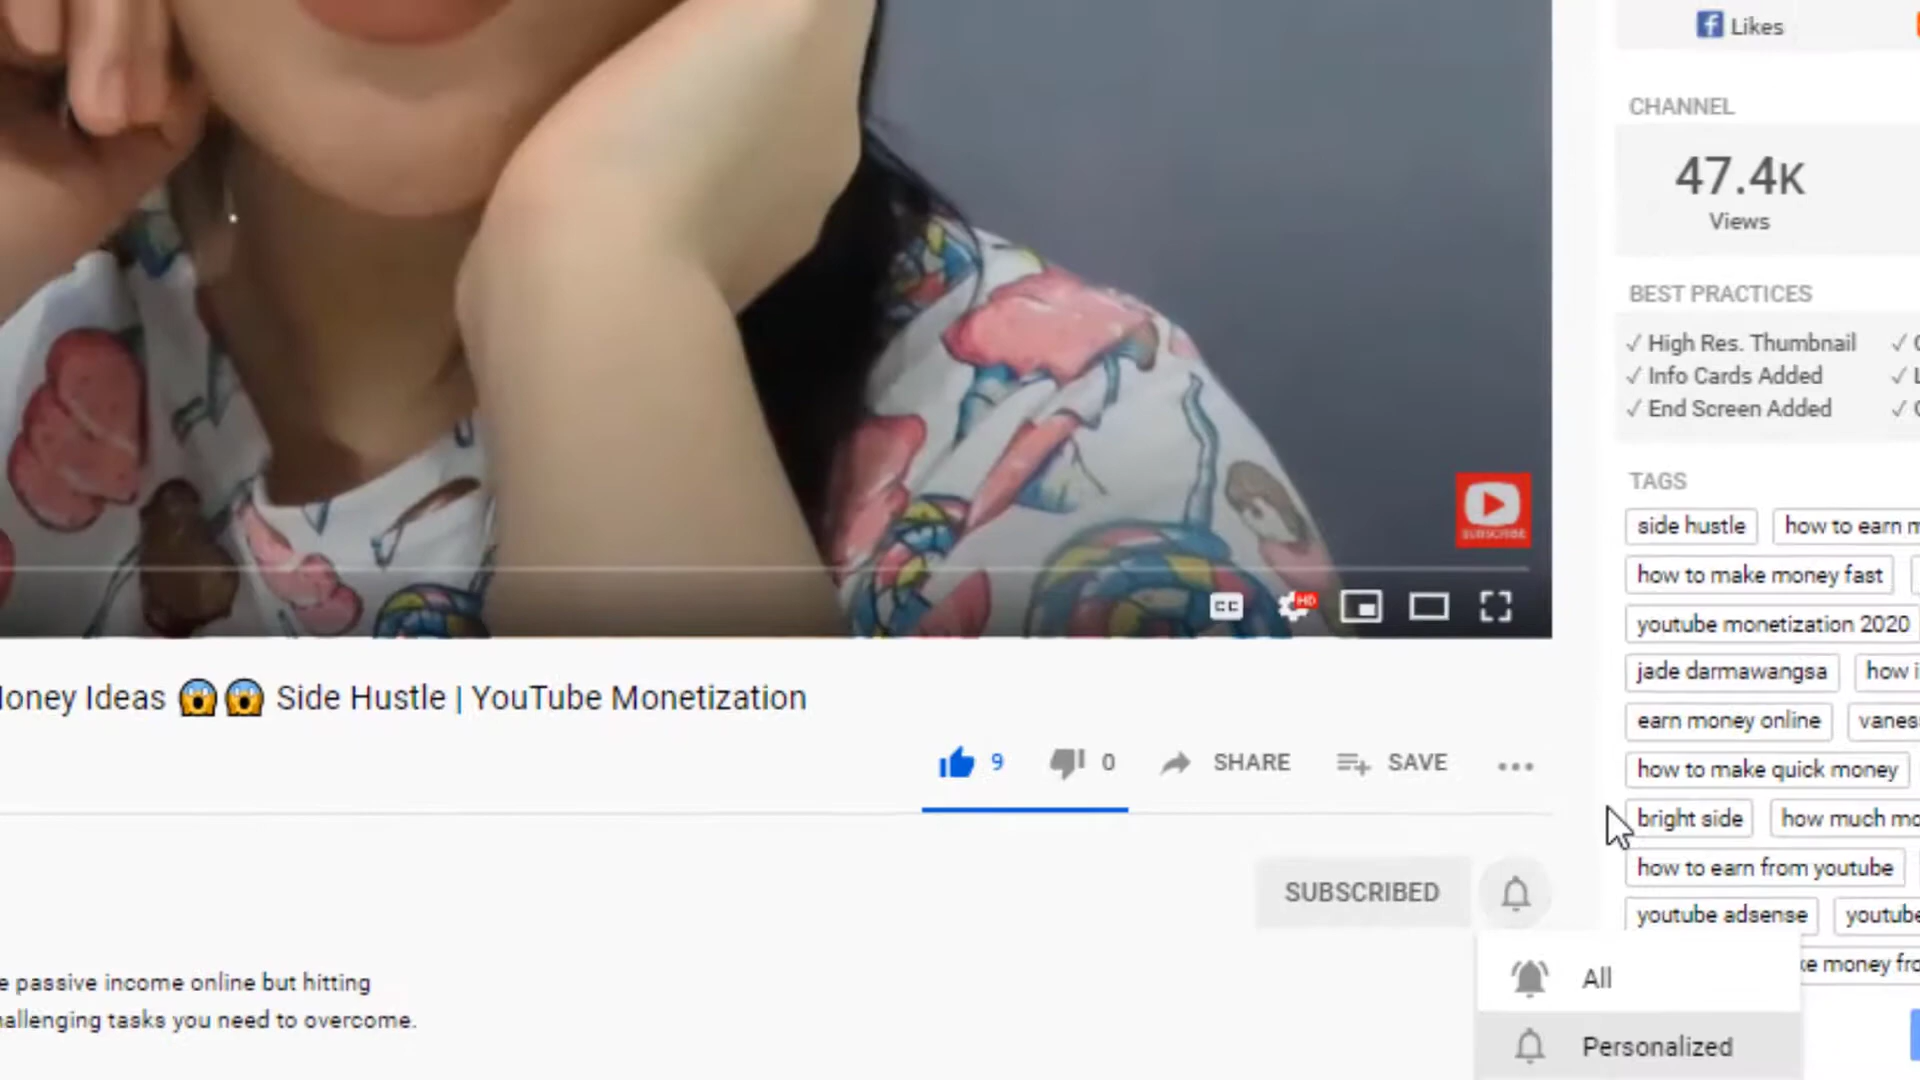 Likes
CHANNEL
47.4K
Views
BEST PRACTICES
✓ High Res. Thumbnail ✓
✓ Info Cards Added ✓
✓ End Screen Added ✓
TAGS
side hustle how to earn
how to make money fast
youtube monetization 2020
jade darmawangsa how
earn money online
how to make quick money
bright side how much
how to earn from youtube
youtube adsense youtube
money
SUBSCRIBE
CC HD
Money Ideas 😱😱 Side Hustle | YouTube Monetization
9 0 SHARE SAVE
SUBSCRIBED
All
Personalized
e passive income online but hitting
hallenging tasks you need to overcome.